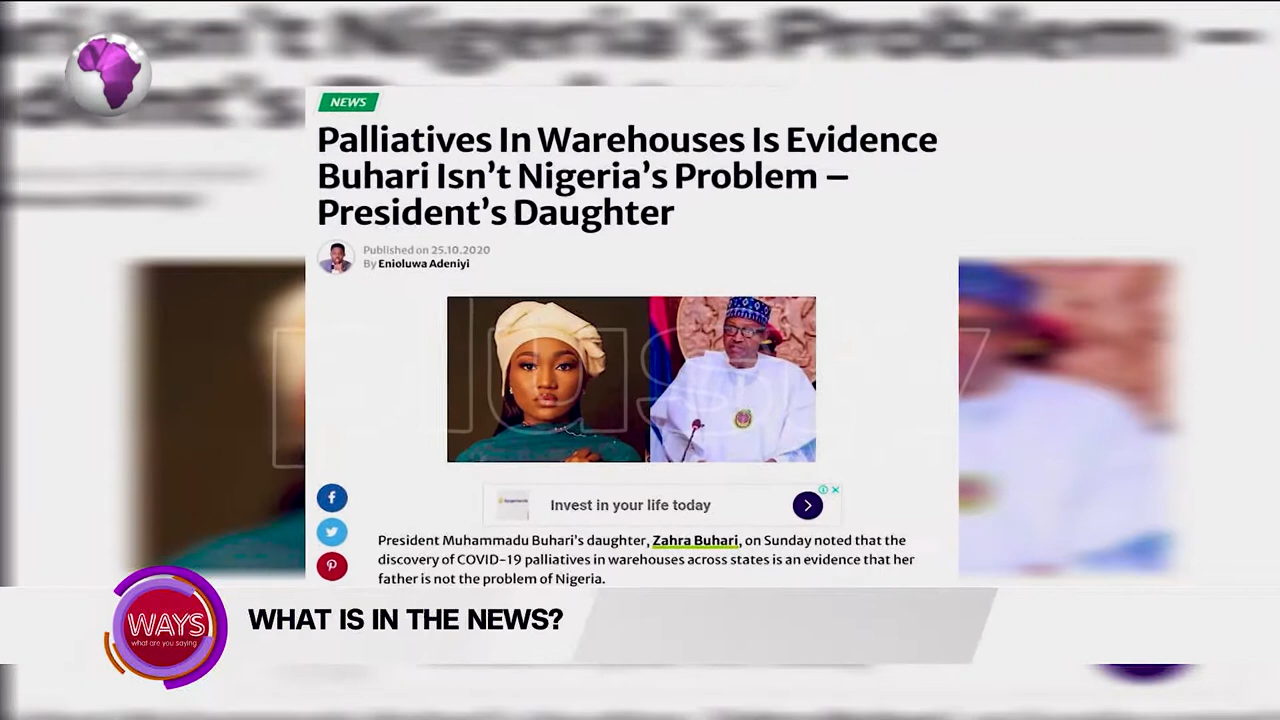 NEWS
Palliatives In Warehouses Is Evidence
Buhari Isn't Nigeria's Problem –
President's Daughter
Published on 25.10.2020
By Enioluwa Adeniyi
plustv
Invest in your life today
President Muhammadu Buhari's daughter, Zahra Buhari, on Sunday noted that the
discovery of COVID-19 palliatives in warehouses across states is an evidence that her
father is not the problem of Nigeria.
WAYS
what are you saying
WHAT IS IN THE NEWS?